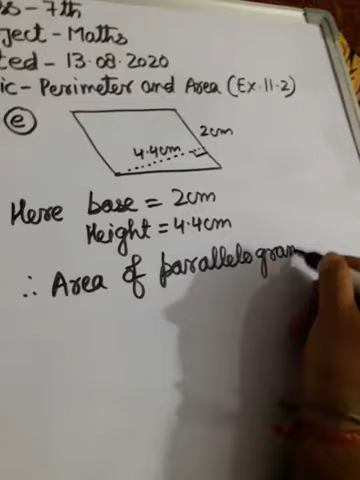 - 7th
ject - Maths
ted - 13.08.2020
ic - Perimeter and Area (Ex.11.2)
e
2cm
4.4cm
Here base = 2cm
Height = 4.4cm
∴ Area of parallelogram